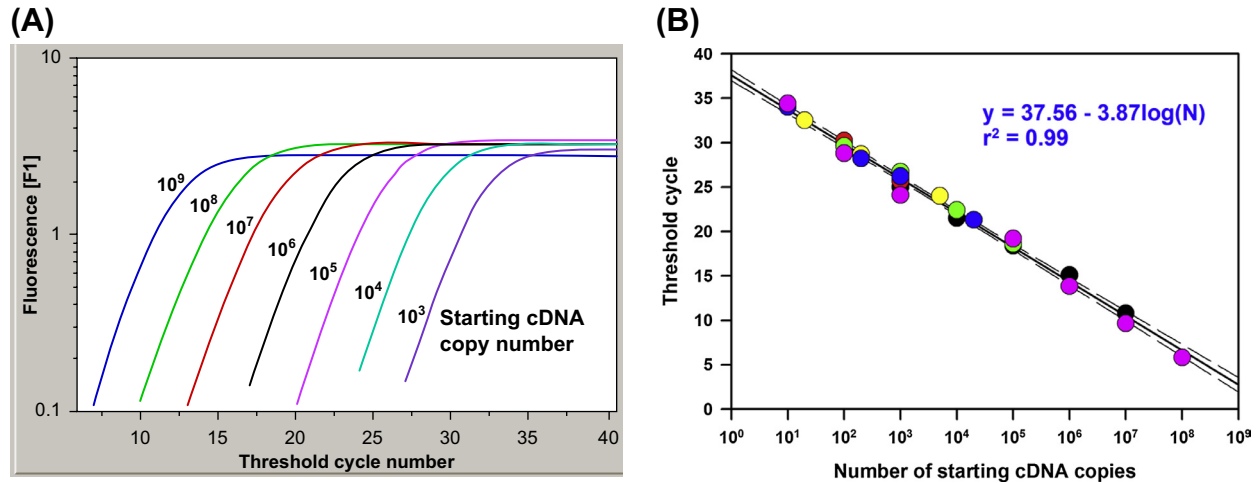 (A)
10
1
0.1
Fluorescence [F1]
10⁹
10⁸
10⁷
10⁶
10⁵
10⁴
10³
Starting cDNA
copy number
10 15 20 25 30 35 40
Threshold cycle number
(B)
40
35
30
25
20
15
10
5
0
Threshold cycle
y = 37.56 - 3.87log(N)
r² = 0.99
10⁰ 10¹ 10² 10³ 10⁴ 10⁵ 10⁶ 10⁷ 10⁸ 10⁹
Number of starting cDNA copies